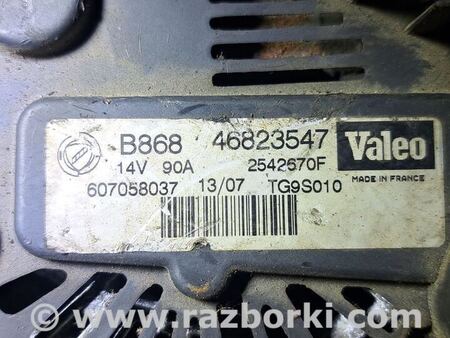 B868 46823547
14V 90A 2542670F
607058037 13/07 TG9S010
Valeo
MADE IN FRANCE
www.razborki.com